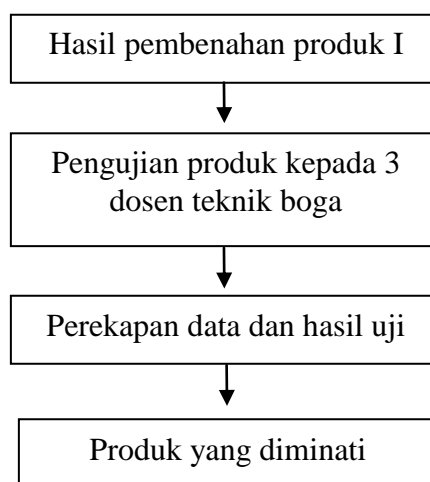 Hasil pembenahan produk I
Pengujian produk kepada 3
dosen teknik boga
Perekapan data dan hasil uji
Produk yang diminati